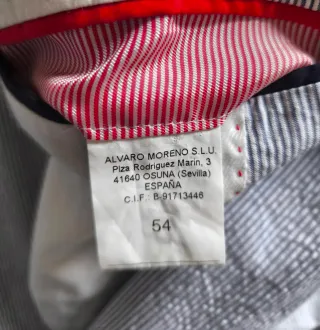 ALVARO MORENO S.L.U.
Plza Rodriguez Marin, 3
41640 OSUNA (Sevilla)
ESPAÑA
C.I.F.: B-91713446
54